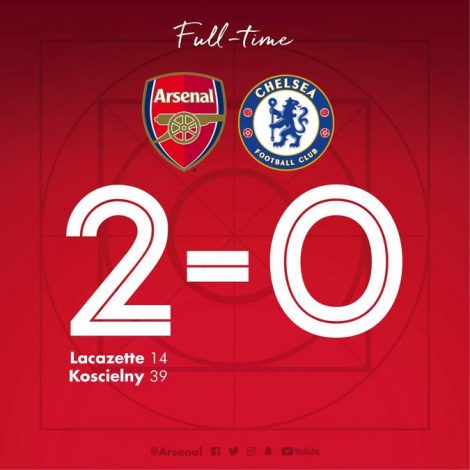 Full-time
Arsenal
CHELSEA
FOOTBALL CLUB
2-0
Lacazette 14
Koscielny 39
@Arsenal YouTube